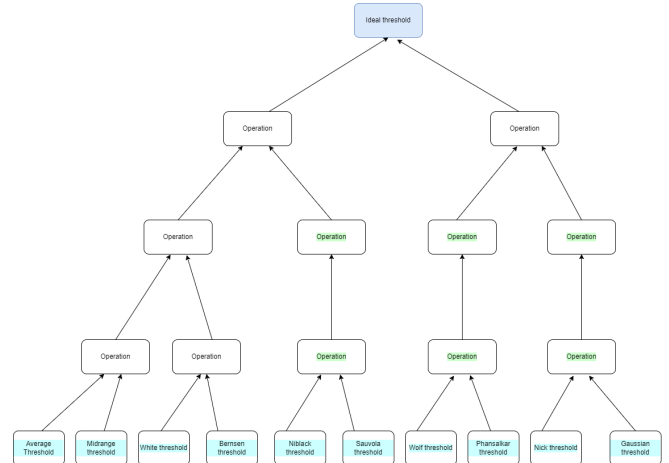 Ideal threshold
Operation
Operation
Operation
Operation
Operation
Operation
Operation
Operation
Operation
Operation
Operation
Average
Threshold
Midrange
threshold
White threshold
Bernsen
threshold
Niblack
threshold
Sauvola
threshold
Wolf threshold
Phansalkar
threshold
Nick threshold
Gaussian
threshold